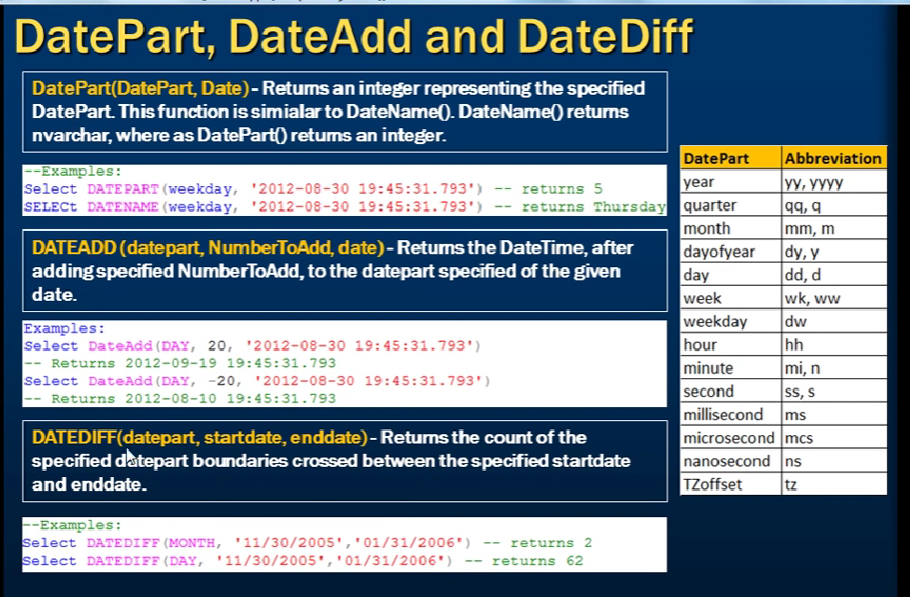 DatePart, DateAdd and DateDiff
DatePart(DatePart, Date) - Returns an integer representing the specified
DatePart. This function is simialar to DateName(). DateName() returns
nvarchar, where as DatePart() returns an integer.
--Examples:
Select DATEPART(weekday, '2012-08-30 19:45:31.793') -- returns 5
SELECt DATENAME(weekday, '2012-08-30 19:45:31.793') -- returns Thursday
DATEADD (datepart, NumberToAdd, date) - Returns the DateTime, after
adding specified NumberToAdd, to the datepart specified of the given
date.
Examples:
Select DateAdd(DAY, 20, '2012-08-30 19:45:31.793')
-- Returns 2012-09-19 19:45:31.793
Select DateAdd(DAY, -20, '2012-08-30 19:45:31.793')
-- Returns 2012-08-10 19:45:31.793
DATEDIFF(datepart, startdate, enddate) - Returns the count of the
specified datepart boundaries crossed between the specified startdate
and enddate.
--Examples:
Select DATEDIFF(MONTH, '11/30/2005','01/31/2006') -- returns 2
Select DATEDIFF(DAY, '11/30/2005','01/31/2006') -- returns 62
DatePart Abbreviation
year yy, yyyy
quarter qq, q
month mm, m
dayofyear dy, y
day dd, d
week wk, ww
weekday dw
hour hh
minute mi, n
second ss, s
millisecond ms
microsecond mcs
nanosecond ns
TZoffset tz